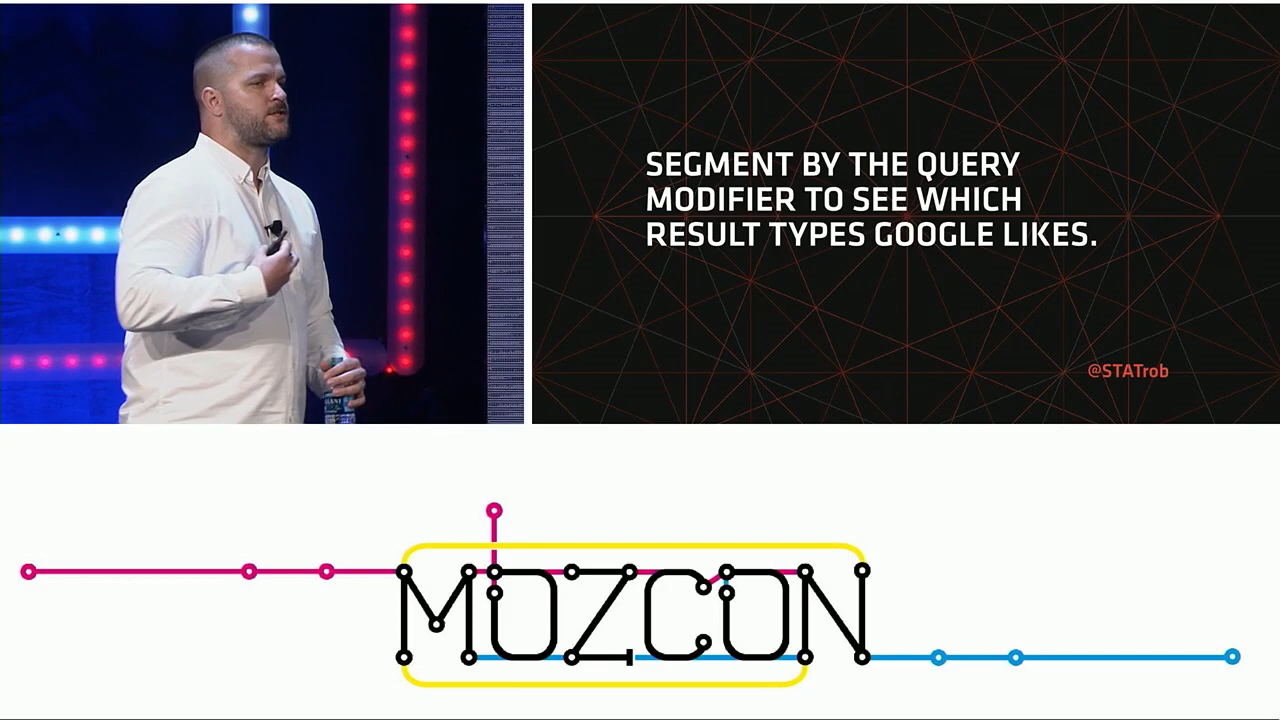 SEGMENT BY THE QUERY
MODIFIER TO SEE WHICH
RESULT TYPES GOOGLE LIKES.
@STATrob
MOZCON